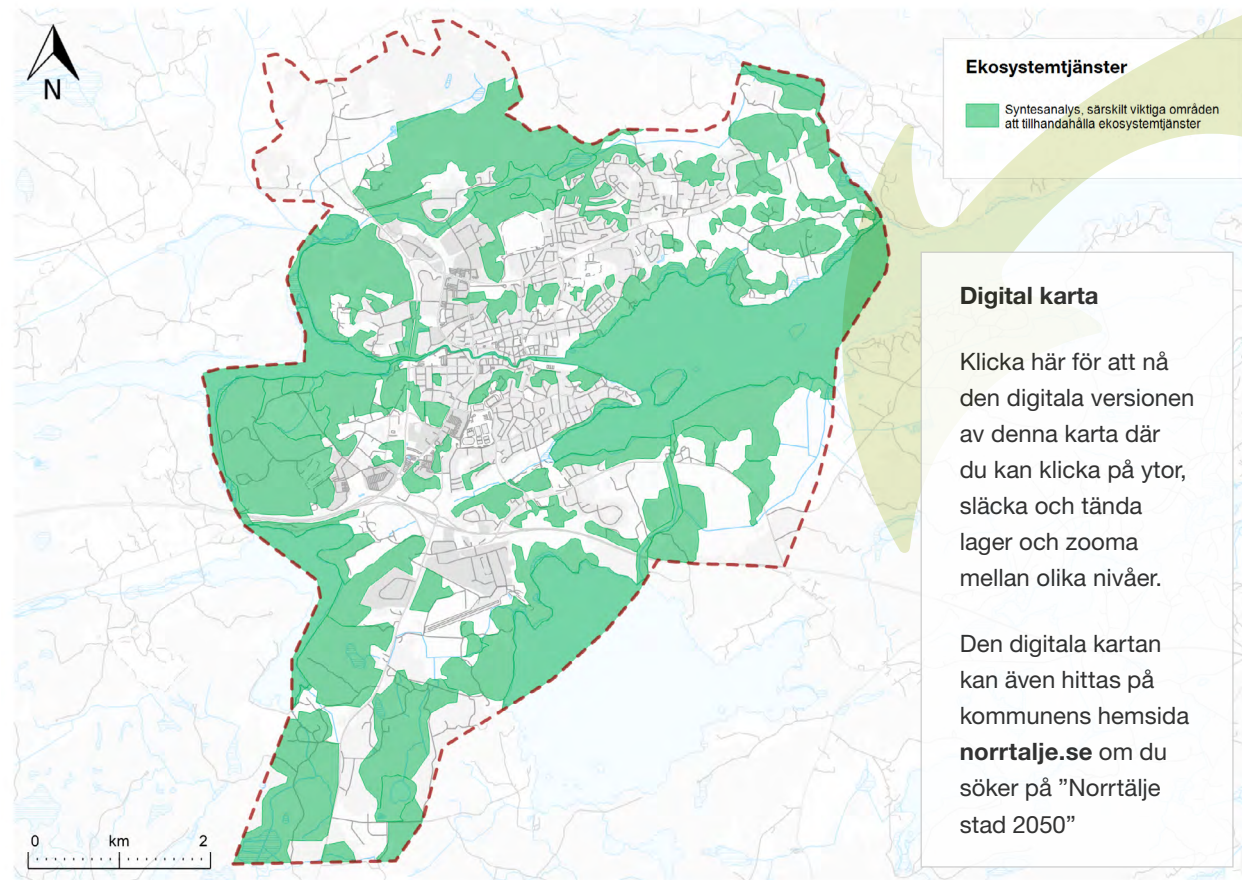 N
Ekosystemtjänster
Syntesanalys, särskilt viktiga områden
att tillhandahålla ekosystemtjänster
Digital karta
Klicka här för att nå
den digitala versionen
av denna karta där
du kan klicka på ytor,
släcka och tända
lager och zooma
mellan olika nivåer.
Den digitala kartan
kan även hittas på
kommunens hemsida
norrtalje.se om du
söker på ”Norrtälje
stad 2050”
0 km 2